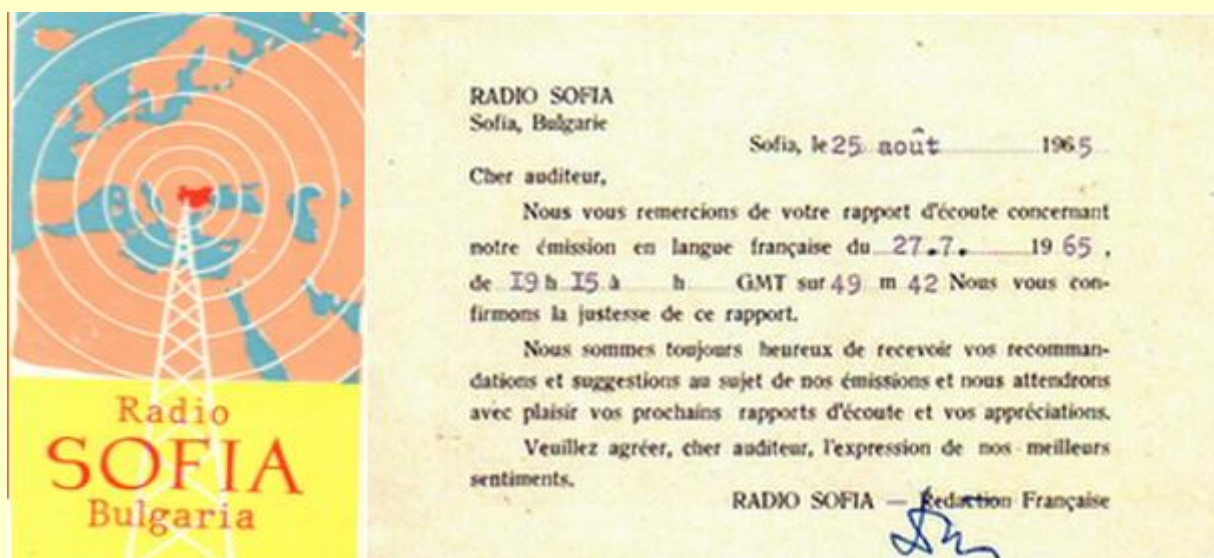 Radio
SOFIA
Bulgaria
RADIO SOFIA
Sofia, Bulgarie
Sofia, le 25 août 1965
Cher auditeur,
Nous vous remercions de votre rapport d'écoute concernant
notre émission en langue française du 27.7. 19 65 ,
de I9 h I5 à h GMT sur 49 m 42 Nous vous con-
firmons la justesse de ce rapport.
Nous sommes toujours heureux de recevoir vos recomman-
dations et suggestions au sujet de nos émissions et nous attendrons
avec plaisir vos prochains rapports d'écoute et vos appréciations.
Veuillez agréer, cher auditeur, l'expression de nos meilleurs
sentiments.
RADIO SOFIA — Redaction Française